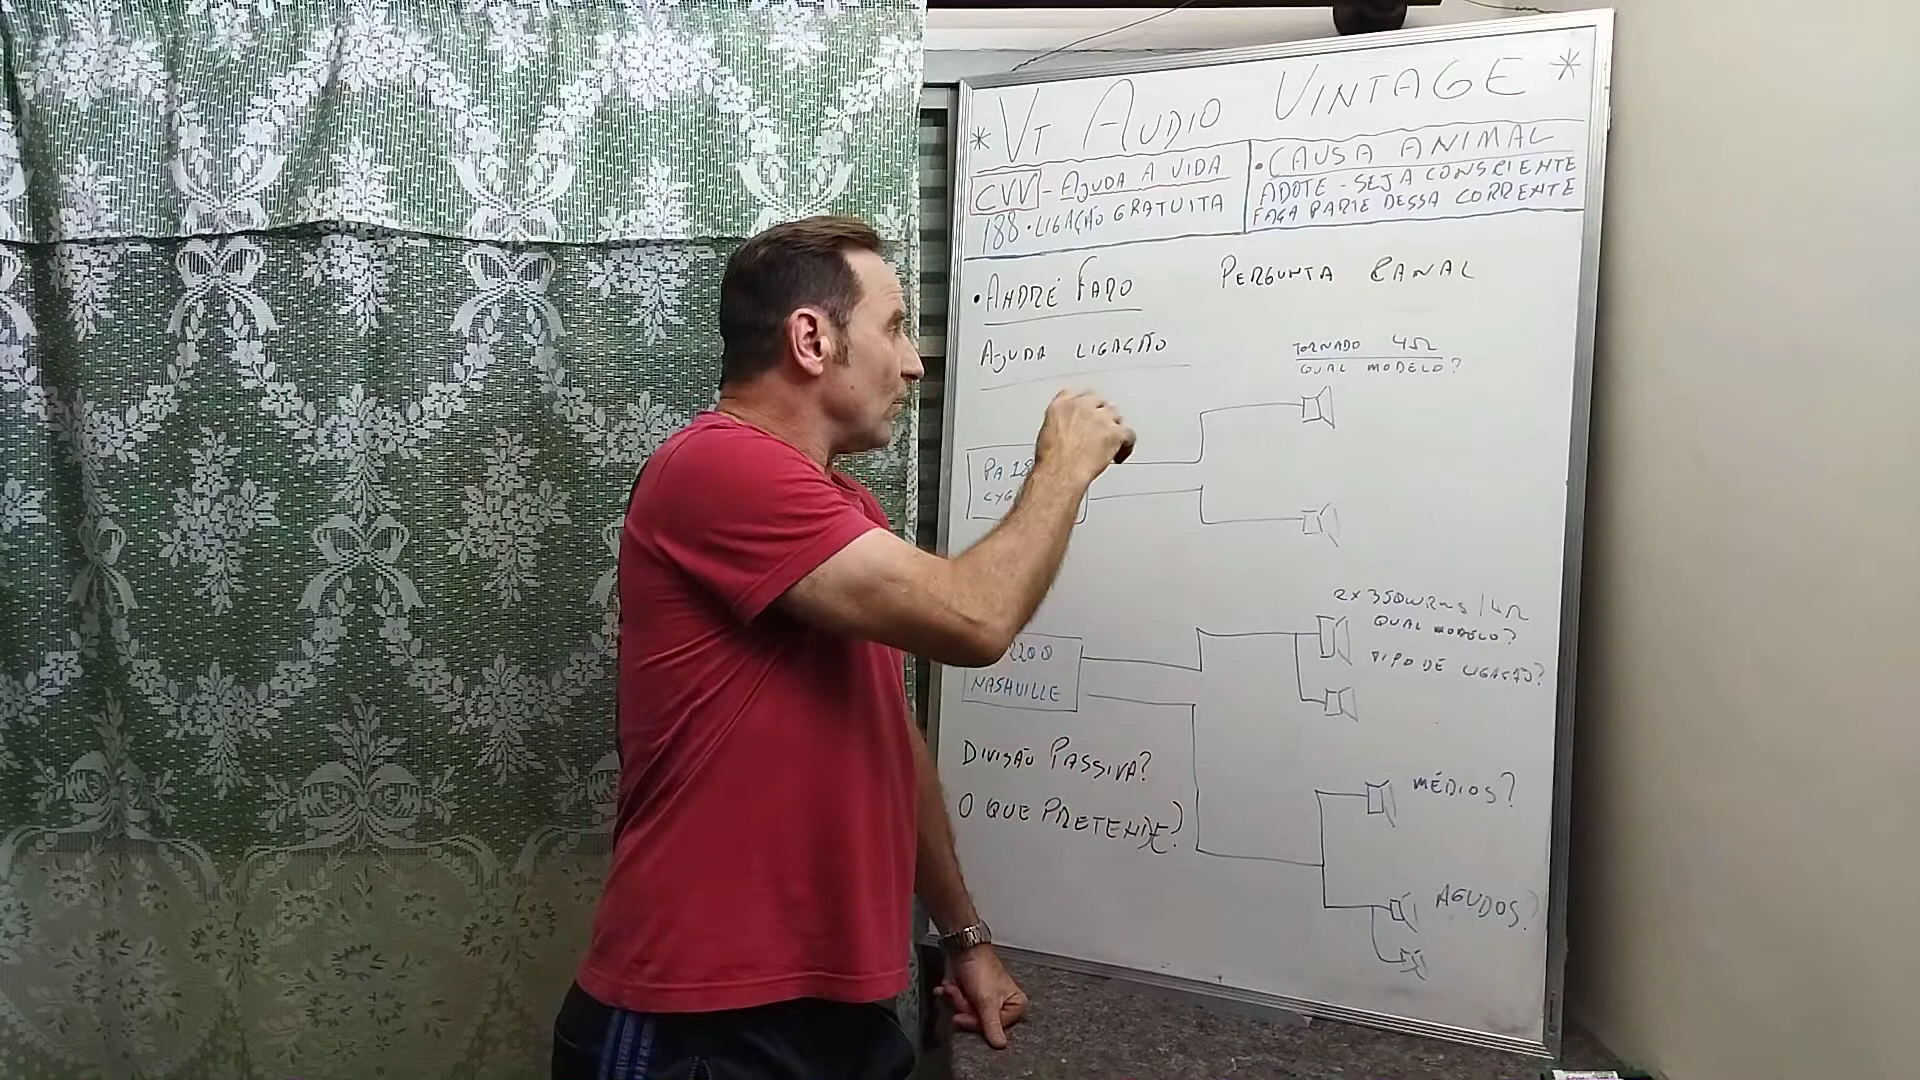 * VT AUDIO VINTAGE *
CVV - AJUDA A VIDA
188 • LIGAÇÃO GRATUITA
• CAUSA ANIMAL
ADOTE - SEJA CONSCIENTE
FAÇA PARTE DESSA CORRENTE
• ANDRÉ FARO
PERGUNTA CANAL
AJUDA LIGAÇÃO
TORNADO 4Ω
QUAL MODELO?
PA 18
CYG
2x350WRMS/4Ω
QUAL MODELO?
TIPO DE LIGAÇÃO?
2200
NASHVILLE
DIVISÃO PASSIVA?
O QUE PRETENDE?
MÉDIOS?
AGUDOS?